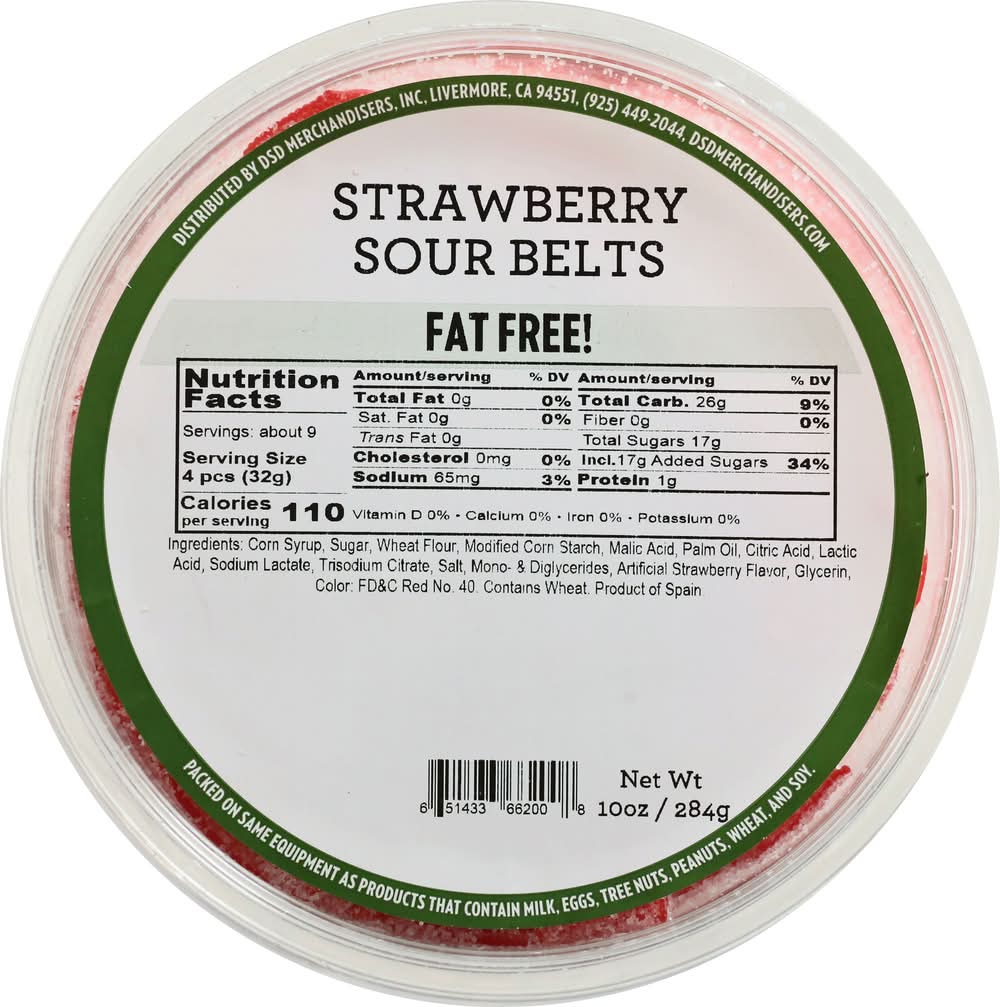 DISTRIBUTED BY DSD MERCHANDISERS, INC, LIVERMORE, CA 94551, (925) 449-2044, DSDMERCHANDISERS.COM
STRAWBERRY
SOUR BELTS
FAT FREE!
Nutrition
Facts
Servings: about 9
Serving Size
4 pcs (32g)
Calories
per serving 110
Amount/serving % DV
Total Fat 0g 0%
Sat. Fat 0g 0%
Trans Fat 0g
Cholesterol 0mg 0%
Sodium 65mg 3%
Amount/serving % DV
Total Carb. 26g 9%
Fiber 0g 0%
Total Sugars 17g
Incl.17g Added Sugars 34%
Protein 1g
Vitamin D 0% • Calcium 0% • Iron 0% • Potassium 0%
Ingredients: Corn Syrup, Sugar, Wheat Flour, Modified Corn Starch, Malic Acid, Palm Oil, Citric Acid, Lactic
Acid, Sodium Lactate, Trisodium Citrate, Salt, Mono- & Diglycerides, Artificial Strawberry Flavor, Glycerin,
Color: FD&C Red No. 40. Contains Wheat. Product of Spain.
6 51433 66200 8
Net Wt
10oz / 284g
PACKED ON SAME EQUIPMENT AS PRODUCTS THAT CONTAIN MILK, EGGS, TREE NUTS, PEANUTS, WHEAT, AND SOY.